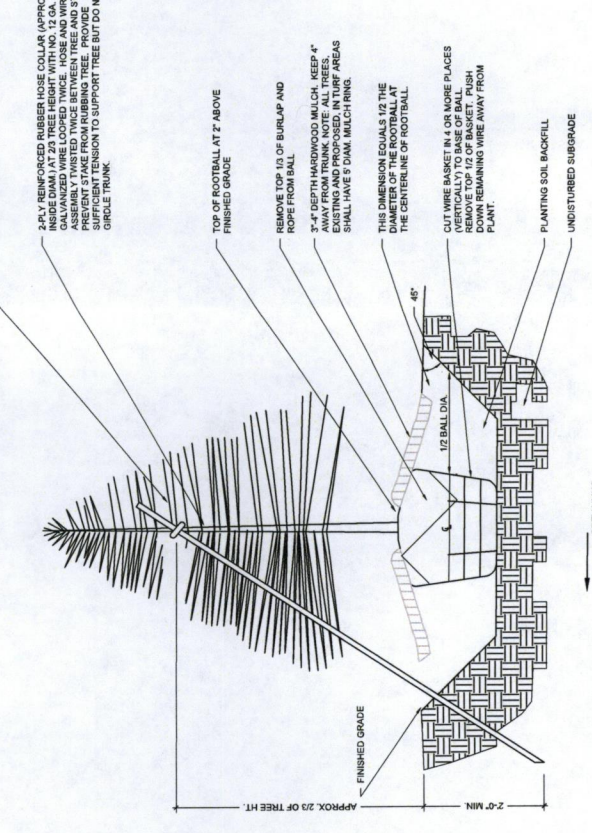 2-PLY REINFORCED RUBBER HOSE COLLAR
INSIDE DIAM.) AT 2/3 TREE HEIGHT WITH NO. 12 GA.
GALVANIZED WIRE LOOPED TWICE. HOSE AND
ASSEMBLY TWISTED TWICE BETWEEN TREE AND
PREVENT STAKE FROM RUBBING TREE. PROVIDE
SUFFICIENT TENSION TO SUPPORT TREE BUT DO
GIRDLE TRUNK.
TOP OF ROOTBALL AT 2" ABOVE
FINISHED GRADE
REMOVE TOP 1/3 OF BURLAP AND
ROPE FROM BALL
3"-4" DEPTH HARDWOOD MULCH. KEEP 4"
AWAY FROM TRUNK. NOTE: ALL TREES,
EXISTING AND PROPOSED, IN TURF AREAS
SHALL HAVE 5' DIAM. MULCH RING.
THIS DIMENSION EQUALS 1/2 THE
DIAMETER OF THE ROOTBALL AT
THE CENTERLINE OF ROOTBALL.
CUT WIRE BASKET IN 4 OR MORE PLACES
(VERTICALLY) TO BASE OF BALL.
REMOVE TOP 1/2 OF BASKET. PUSH
DOWN REMAINING WIRE AWAY FROM
PLANT.
PLANTING SOIL BACKFILL
UNDISTURBED SUBGRADE
45°
1/2 BALL DIA.
FINISHED GRADE
APPROX. 2/3 OF TREE HT.
2'-0" MIN.